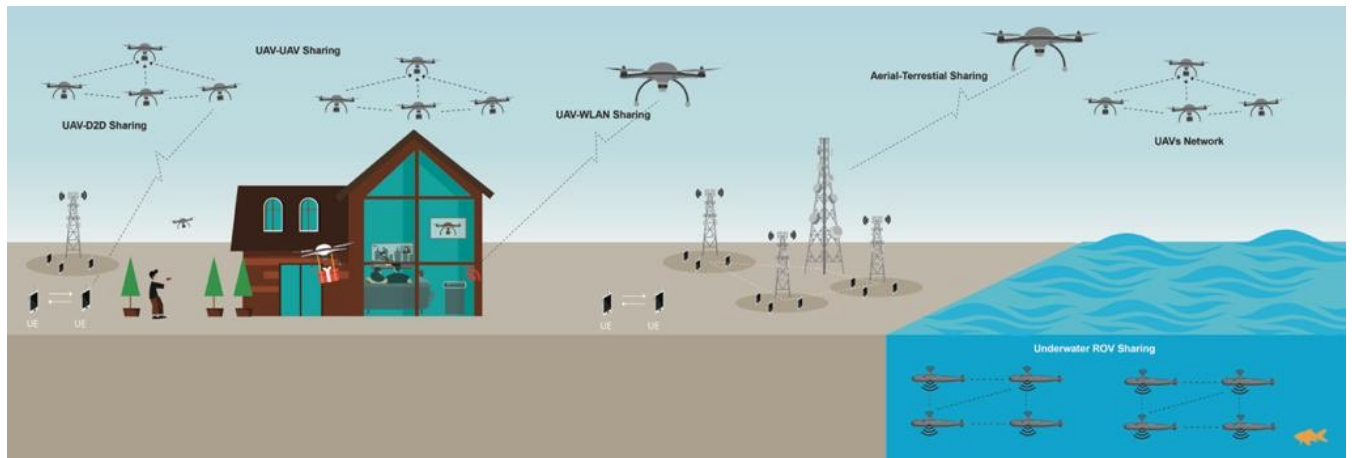 UAV-UAV Sharing
Aerial-Terrestial Sharing
UAV-D2D Sharing
UAV-WLAN Sharing
UAVs Network
UE
UE
UE
UE
Underwater ROV Sharing